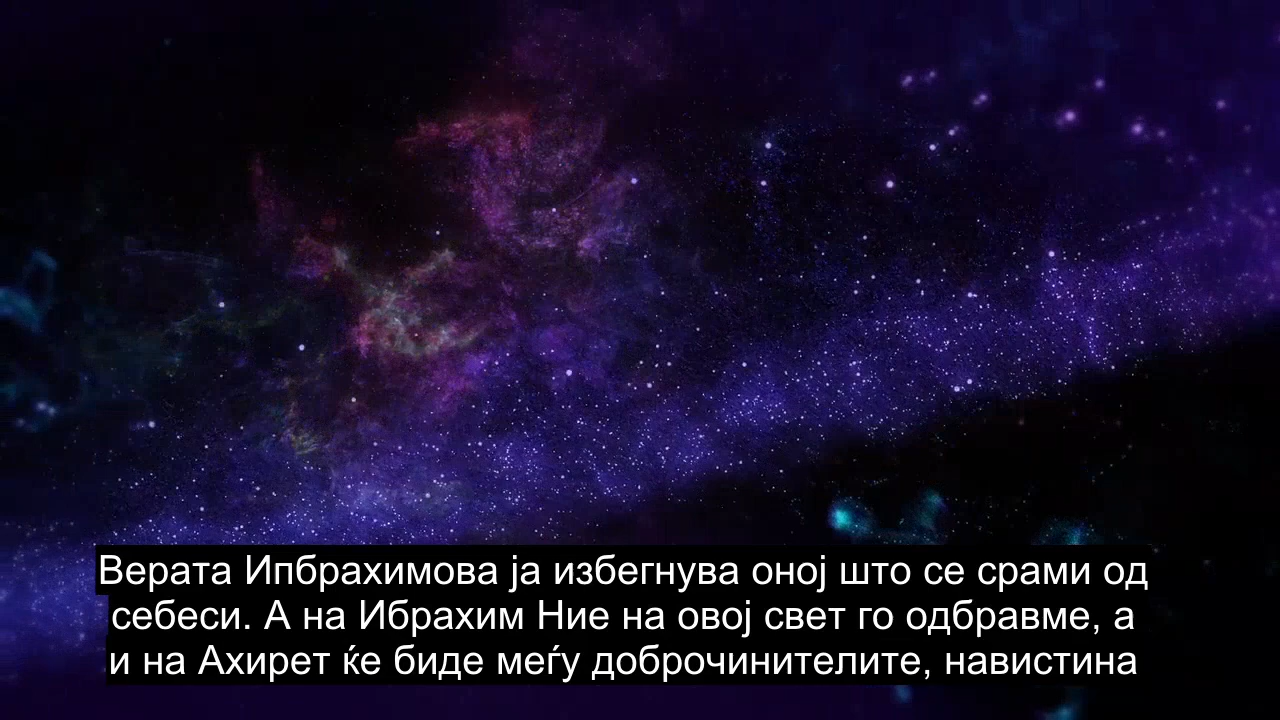 Верата Ипбрахимова ја избегнува оној што се срами од
себеси. А на Ибрахим Ние на овој свет го одбравме, а
и на Ахирет ќе биде меѓу доброчинителите, навистина